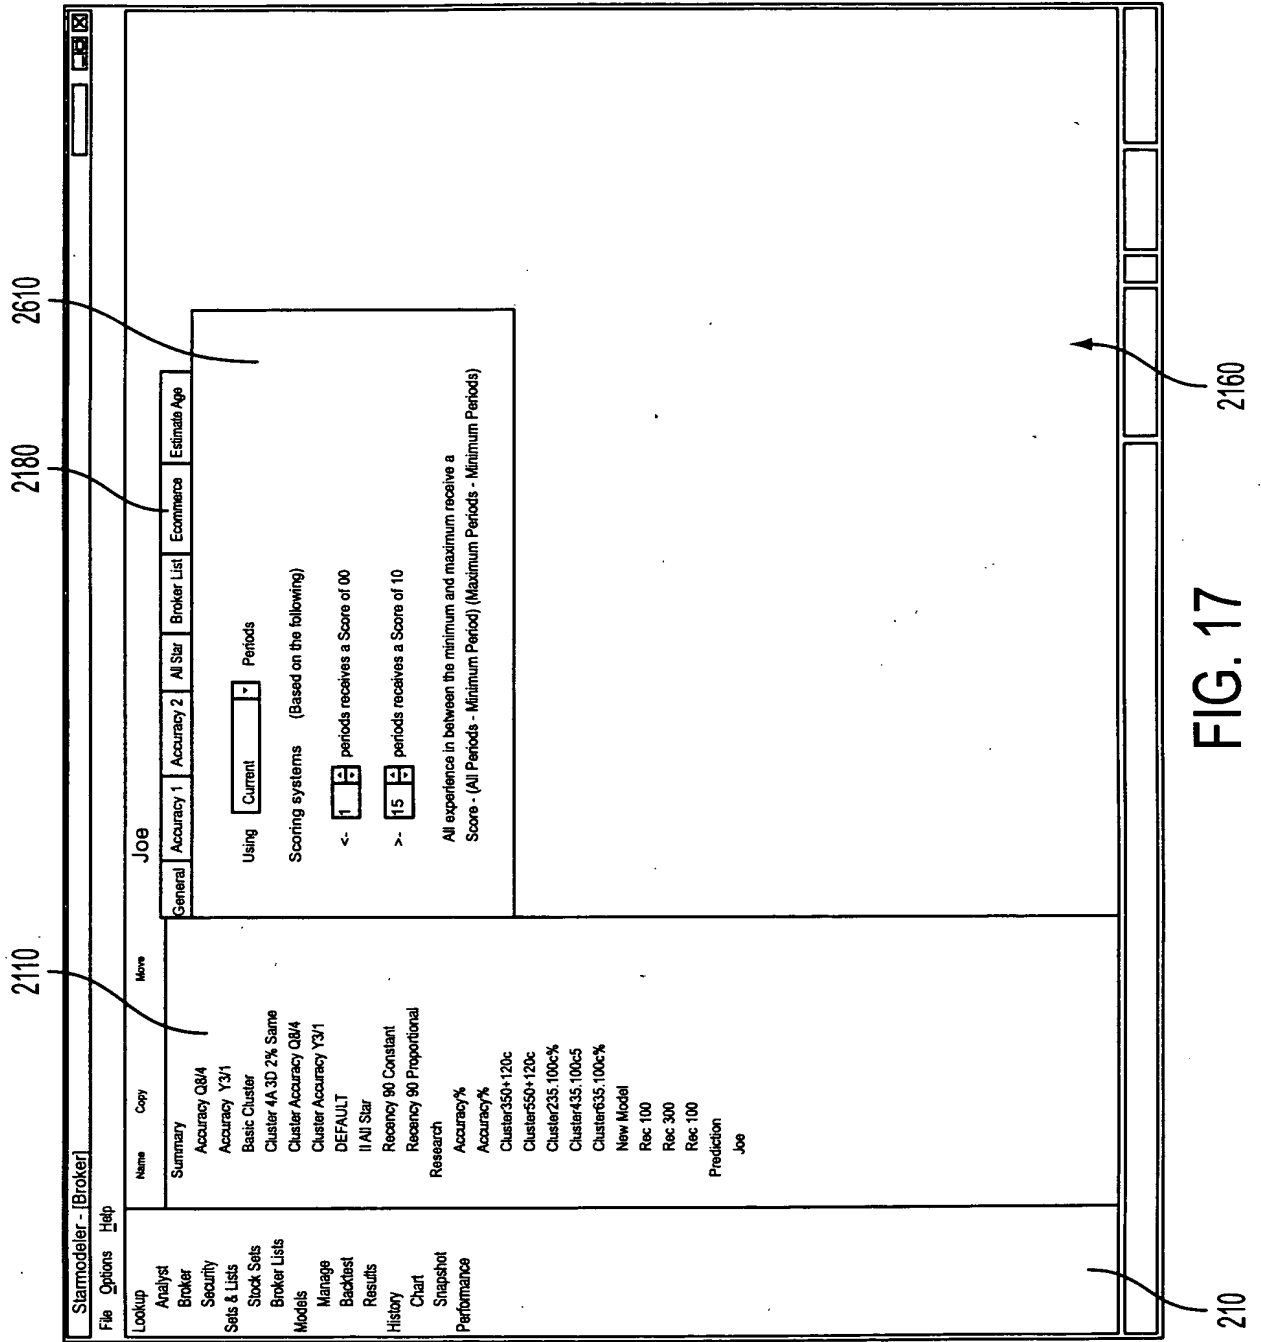 Starmodeler - [Broker]
File Options Help
Lookup
Analyst
Broker
Security
Sets & Lists
Stock Sets
Broker Lists
Models
Manage
Backtest
Results
History
Chart
Snapshot
Performance
Name Copy Move
Summary
Accuracy Q8/4
Accuracy Y3/1
Basic Cluster
Cluster 4A 3D 2% Same
Cluster Accuracy Q8/4
Cluster Accuracy Y3/1
DEFAULT
II All Star
Recency 90 Constant
Recency 90 Proportional
Research
Accuracy%
Accuracy%
Cluster350+120c
Cluster550+120c
Cluster235.100c%
Cluster435.100c5
Cluster635.100c%
New Model
Rec 100
Rec 300
Rec 100
Prediction
Joe
Joe
General Accuracy 1 Accuracy 2 All Star Broker List Ecommerce Estimate Age
Using Current Periods
Scoring systems (Based on the following)
<- 1 periods receives a Score of 00
>- 15 periods receives a Score of 10
All experience in between the minimum and maximum receive a
Score - (All Periods - Minimum Period) (Maximum Periods - Minimum Periods)
2110
2180
2610
210
2160
FIG. 17